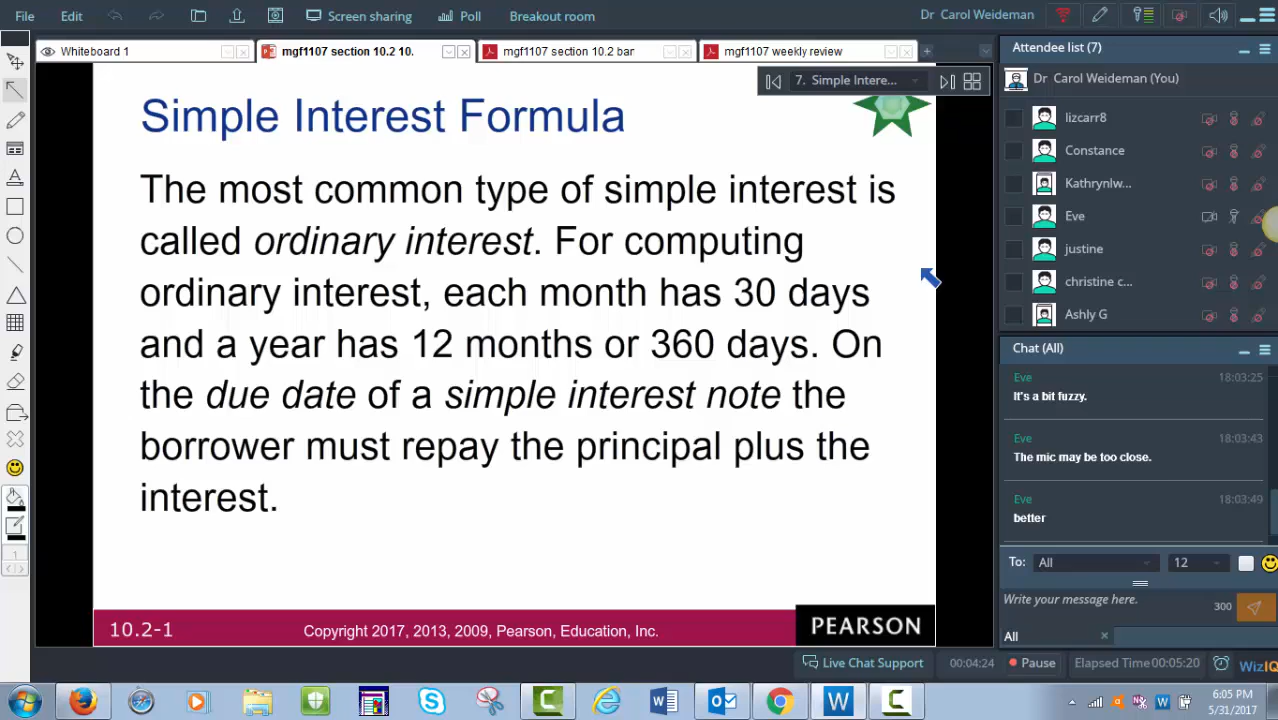 File Edit Screen sharing Poll Breakout room Dr Carol Weideman
Whiteboard 1 mgf1107 section 10.2 10. mgf1107 section 10.2 bar mgf1107 weekly review
7. Simple Intere...
Simple Interest Formula
The most common type of simple interest is
called ordinary interest. For computing
ordinary interest, each month has 30 days
and a year has 12 months or 360 days. On
the due date of a simple interest note the
borrower must repay the principal plus the
interest.
10.2-1 Copyright 2017, 2013, 2009, Pearson, Education, Inc. PEARSON
Attendee list (7)
Dr Carol Weideman (You)
lizcarr8
Constance
Kathrynlw...
Eve
justine
christine c...
Ashly G
Chat (All)
Eve 18:03:25
It's a bit fuzzy.
Eve 18:03:43
The mic may be too close.
Eve 18:03:49
better
To: All 12
Write your message here. 300
All
Live Chat Support 00:04:24 Pause Elapsed Time 00:05:20 WizIQ
6:05 PM
5/31/2017